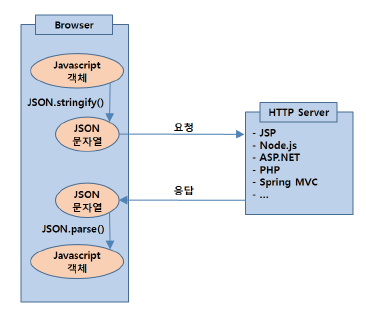 Browser
Javascript
객체
JSON.stringify()
JSON
문자열
요청
HTTP Server
- JSP
- Node.js
- ASP.NET
- PHP
- Spring MVC
- ...
응답
JSON
문자열
JSON.parse()
Javascript
객체